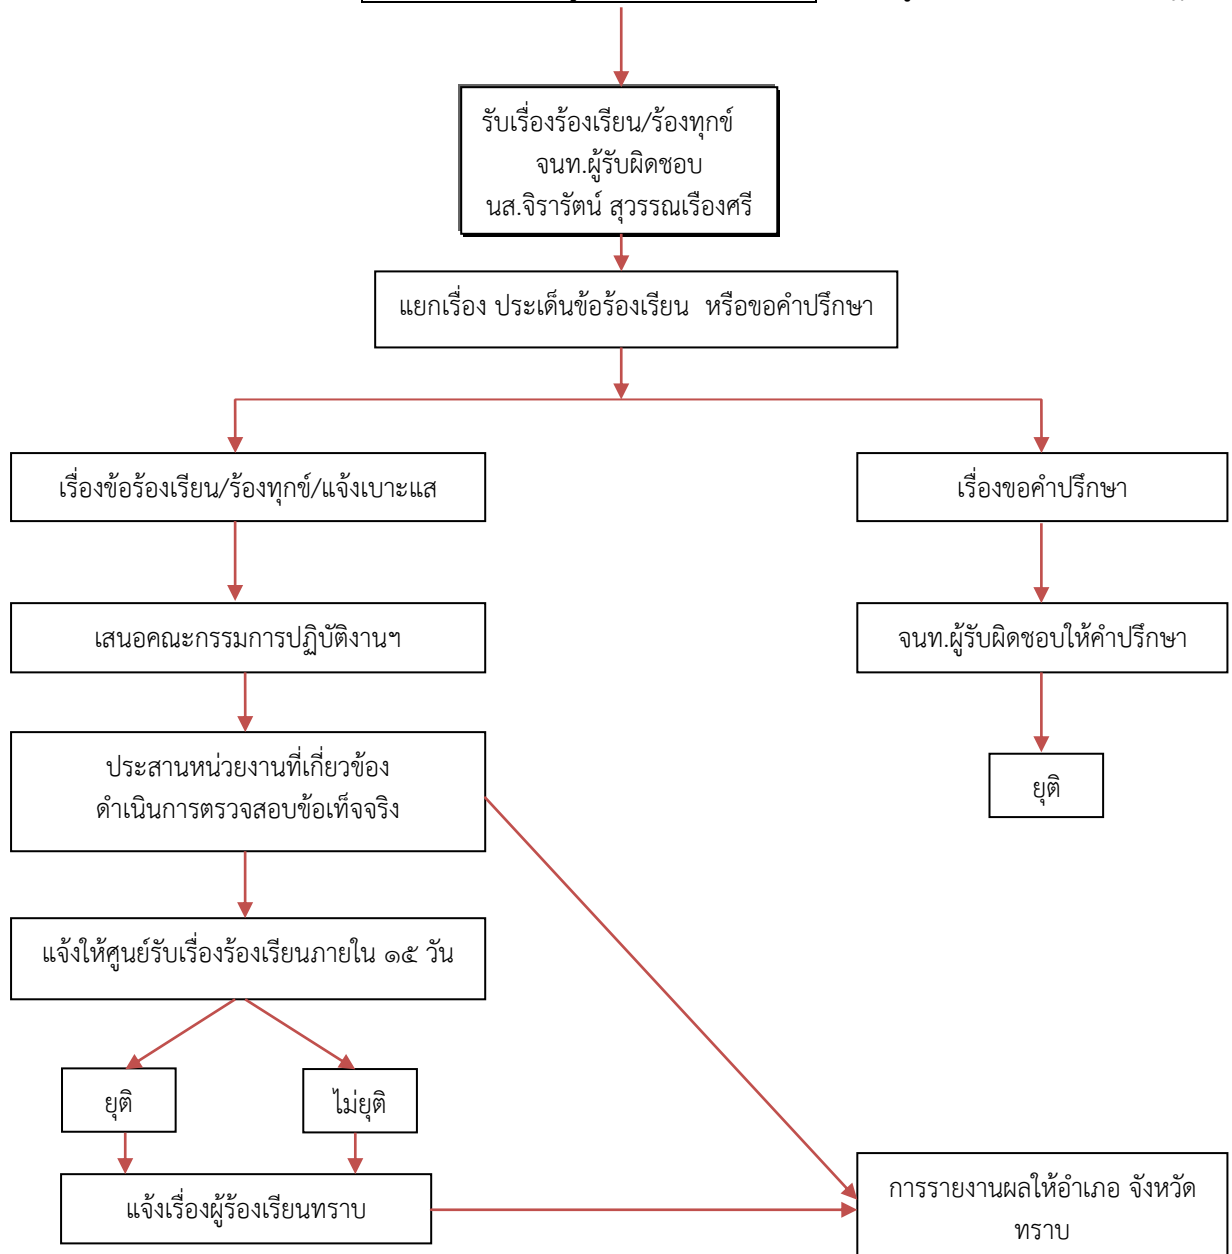 รับเรื่องร้องเรียน/ร้องทุกข์
จนท.ผู้รับผิดชอบ
นส.จิรารัตน์ สุวรรณเรืองศรี
แยกเรื่อง ประเด็นข้อร้องเรียน หรือขอคำปรึกษา
เรื่องข้อร้องเรียน/ร้องทุกข์/แจ้งเบาะแส
เรื่องขอคำปรึกษา
เสนอคณะกรรมการปฏิบัติงานฯ
จนท.ผู้รับผิดชอบให้คำปรึกษา
ประสานหน่วยงานที่เกี่ยวข้อง
ดำเนินการตรวจสอบข้อเท็จจริง
ยุติ
แจ้งให้ศูนย์รับเรื่องร้องเรียนภายใน ๑๕ วัน
ยุติ
ไม่ยุติ
แจ้งเรื่องผู้ร้องเรียนทราบ
การรายงานผลให้อำเภอ จังหวัด
ทราบ